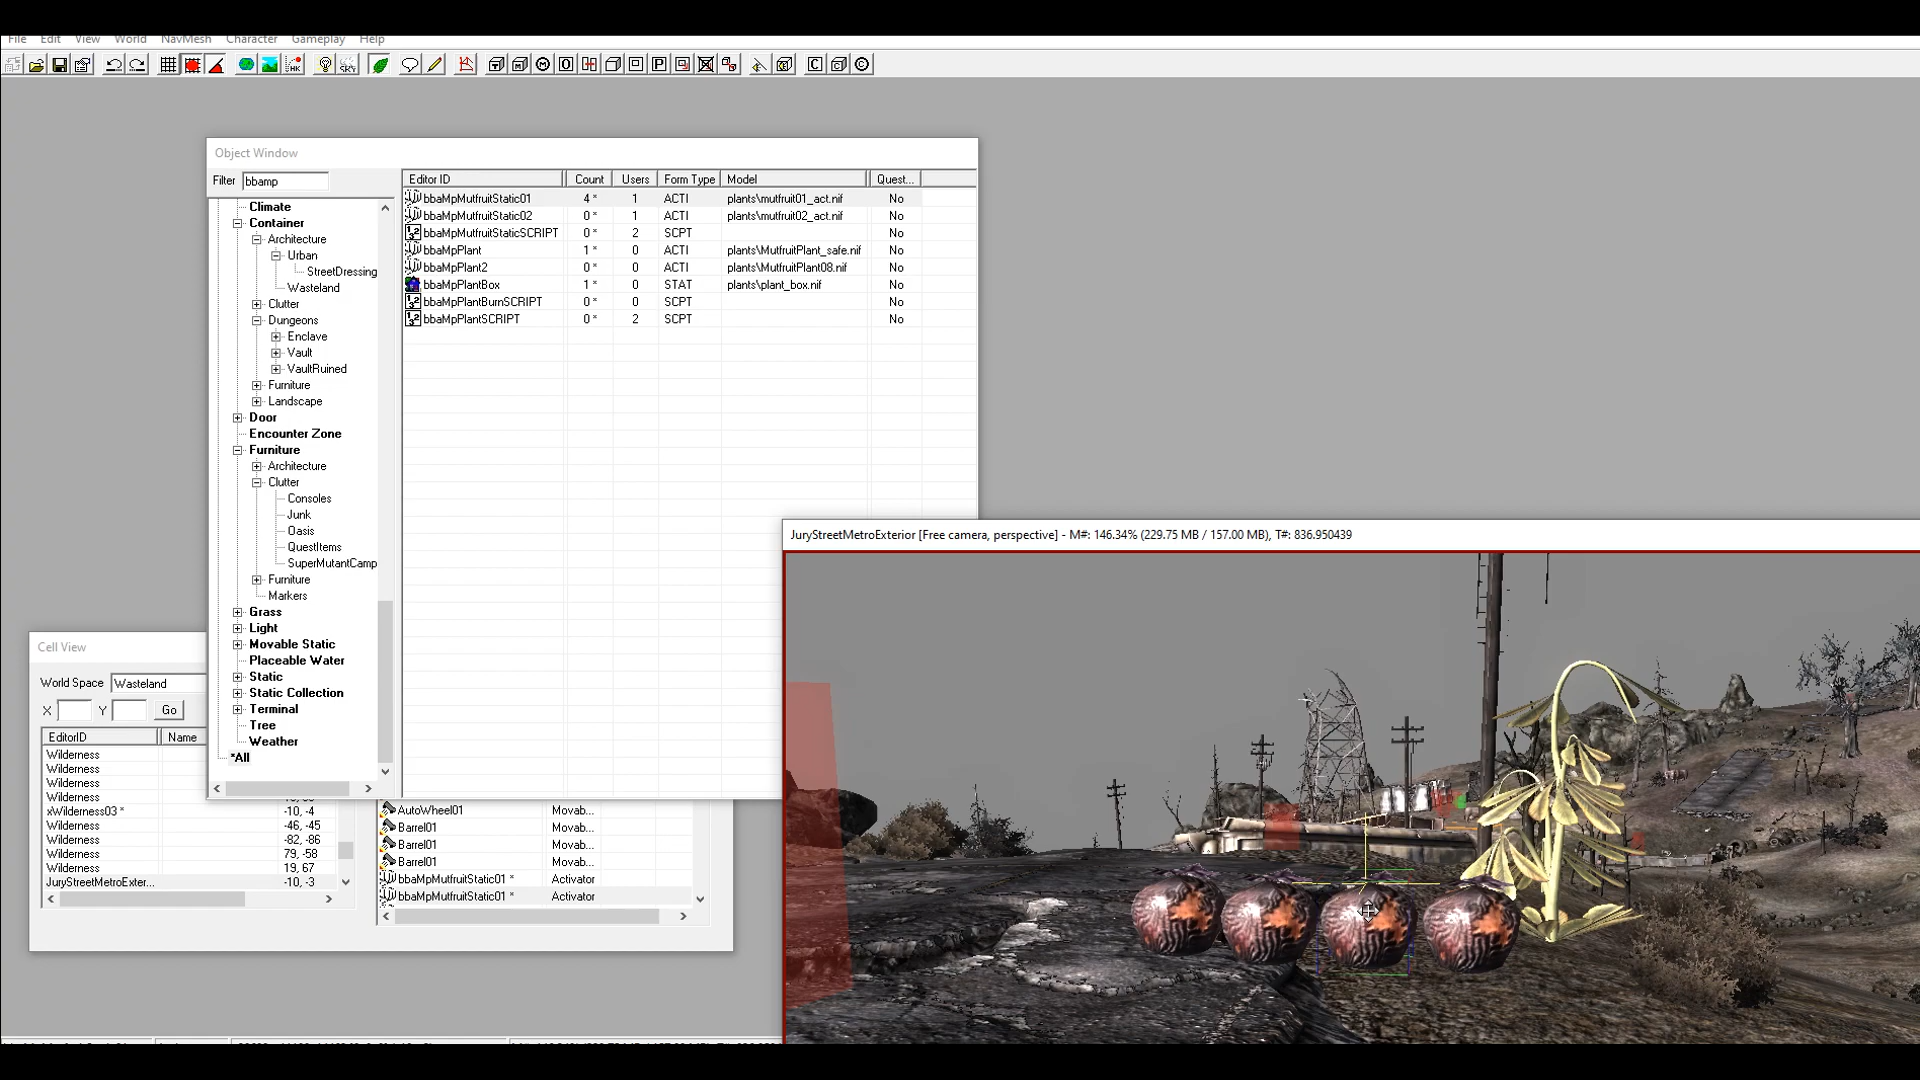 File Edit View World NavMesh Character Gameplay Help
Object Window
Filter bbamp
Editor ID Count Users Form Type Model Quest...
bbaMpMutfruitStatic01 4 * 1 ACTI plants\mutfruit01_act.nif No
bbaMpMutfruitStatic02 0 * 1 ACTI plants\mutfruit02_act.nif No
bbaMpMutfruitStaticSCRIPT 0 * 2 SCPT No
bbaMpPlant 1 * 0 ACTI plants\MutfruitPlant_safe.nif No
bbaMpPlant2 0 * 0 ACTI plants\MutfruitPlant08.nif No
bbaMpPlantBox 1 * 0 STAT plants\plant_box.nif No
bbaMpPlantBurnSCRIPT 0 * 0 SCPT No
bbaMpPlantSCRIPT 0 * 2 SCPT No
Climate
Container
Architecture
Urban
StreetDressing
Wasteland
Clutter
Dungeons
Enclave
Vault
VaultRuined
Furniture
Landscape
Door
Encounter Zone
Furniture
Architecture
Clutter
Consoles
Junk
Oasis
QuestItems
SuperMutantCamp
Furniture
Markers
Grass
Light
Movable Static
Placeable Water
Static
Static Collection
Terminal
Tree
Weather
*All
Cell View
World Space Wasteland
X Y Go
EditorID Name
Wilderness
Wilderness
Wilderness
Wilderness
xWilderness03 * -10, -4
Wilderness -46, -45
Wilderness -82, -86
Wilderness 79, -58
Wilderness 19, 67
JuryStreetMetroExter... -10, -3
AutoWheel01 Movab...
Barrel01 Movab...
Barrel01 Movab...
Barrel01 Movab...
bbaMpMutfruitStatic01 * Activator
bbaMpMutfruitStatic01 * Activator
JuryStreetMetroExterior [Free camera, perspective] - M#: 146.34% (229.75 MB / 157.00 MB), T#: 836.950439